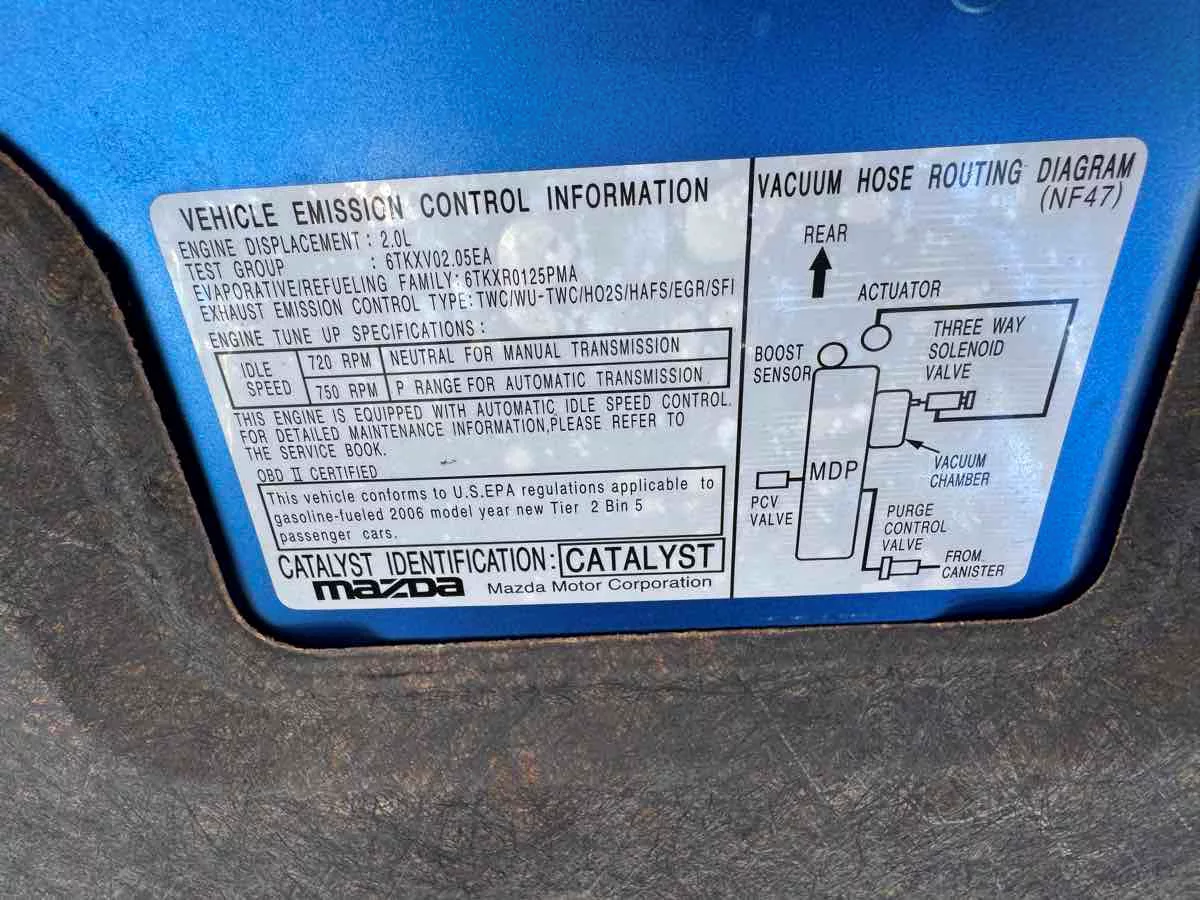 VEHICLE EMISSION CONTROL INFORMATION
ENGINE DISPLACEMENT : 2.0L
TEST GROUP : 6TKXV02.05EA
EVAPORATIVE/REFUELING FAMILY: 6TKXR0125PMA
EXHAUST EMISSION CONTROL TYPE: TWC/WU-TWC/HO2S/HAFS/EGR/SFI
ENGINE TUNE UP SPECIFICATIONS :
IDLE SPEED
720 RPM NEUTRAL FOR MANUAL TRANSMISSION
750 RPM P RANGE FOR AUTOMATIC TRANSMISSION
THIS ENGINE IS EQUIPPED WITH AUTOMATIC IDLE SPEED CONTROL.
FOR DETAILED MAINTENANCE INFORMATION,PLEASE REFER TO
THE SERVICE BOOK.
OBD II CERTIFIED
This vehicle conforms to U.S.EPA regulations applicable to
gasoline-fueled 2006 model year new Tier 2 Bin 5
passenger cars.
CATALYST IDENTIFICATION: CATALYST
mazda Mazda Motor Corporation
VACUUM HOSE ROUTING DIAGRAM
(NF47)
REAR
ACTUATOR
BOOST
SENSOR
THREE WAY
SOLENOID
VALVE
MDP
VACUUM
CHAMBER
PCV
VALVE
PURGE
CONTROL
VALVE
FROM
CANISTER